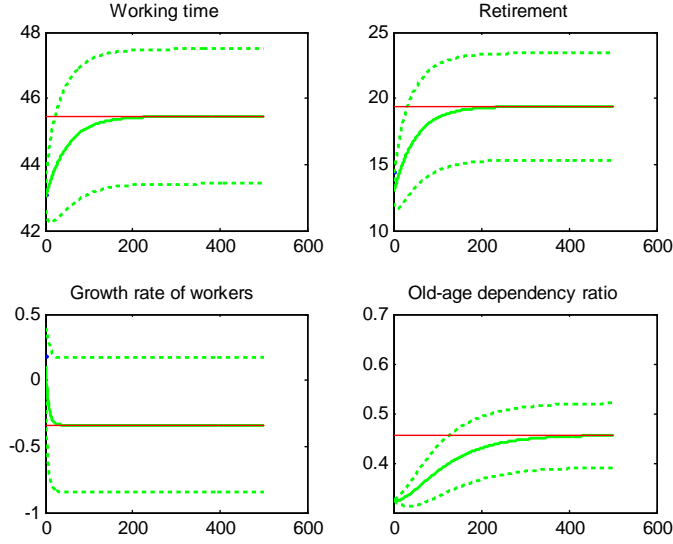 Working time
48
46
44
42
0 200 400 600
Retirement
25
20
15
10
0 200 400 600
Growth rate of workers
0.5
0
-0.5
-1
0 200 400 600
Old-age dependency ratio
0.7
0.6
0.5
0.4
0 200 400 600